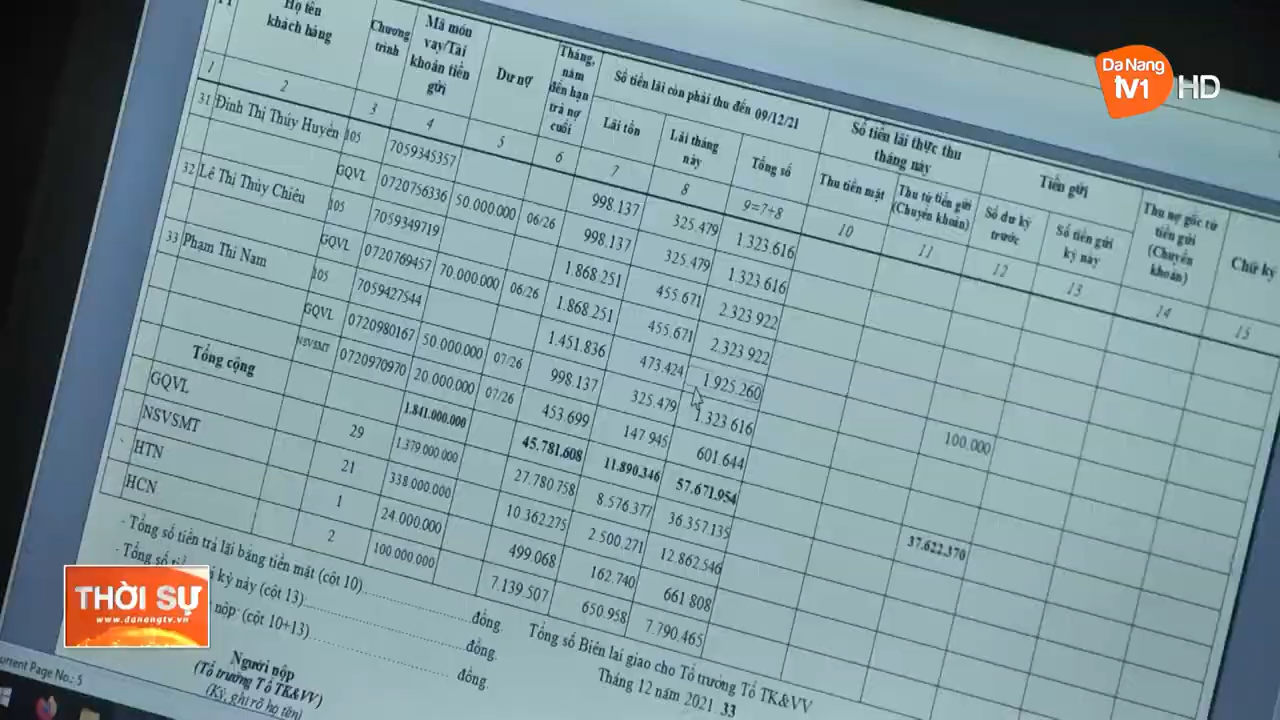 Da Nang
TV1 HD
Họ tên khách hàng | Chương trình | Mã món vay/Tài khoản tiền gửi | Dư nợ | Tháng, năm đến hạn trả nợ cuối | Số tiền lãi còn phải thu đến 09/12/21 | Số tiền lãi thực thu tháng này | Tiền gửi | Thu nợ gốc từ tiền gửi (Chuyển khoản) | Chữ ký
Lãi tồn | Lãi tháng này | Tổng số | Thu tiền mặt | Thu từ tiền gửi (Chuyển khoản) | Số dư kỳ trước | Số tiền gửi kỳ này
1 2 3 4 5 6 7 8 9=7+8 10 11 12 13 14 15
31 Đinh Thị Thúy Huyền 105 7059345357 998.137 325.479 1.323.616
GQVL 0720756336 50.000.000 06/26 998.137 325.479 1.323.616
32 Lê Thị Thùy Chiêu 105 7059349719 1.868.251 455.671 2.323.922
GQVL 0720769457 70.000.000 06/26 1.868.251 455.671 2.323.922
33 Phạm Thị Nam 105 7059427544 1.451.836 473.424 1.925.260 100.000
GQVL 0720980167 50.000.000 07/26 998.137 325.479 1.323.616
NSVSMT 0720970970 20.000.000 07/26 453.699 147.945 601.644
Tổng cộng 1.841.000.000 45.781.608 11.890.346 57.671.954 37.622.370
GQVL 29 1.379.000.000 27.780.758 8.576.377 36.357.135
NSVSMT 21 338.000.000 10.362.275 2.500.271 12.862.546
HTN 1 24.000.000 499.068 162.740 661.808
HCN 2 100.000.000 7.139.507 650.958 7.790.465
- Tổng số tiền trả lãi bằng tiền mặt (cột 10)........................đồng.
- Tổng số kỳ này (cột 13)........................đồng.
nộp (cột 10+13)........................đồng.
Tổng số Biên lai giao cho Tổ trưởng Tổ TK&VV
Tháng 12 năm 2021 33
Người nộp
(Tổ trưởng Tổ TK&VV)
(Ký, ghi rõ họ tên)
THỜI SỰ
www.danangtv.vn
urrent Page No.: 5